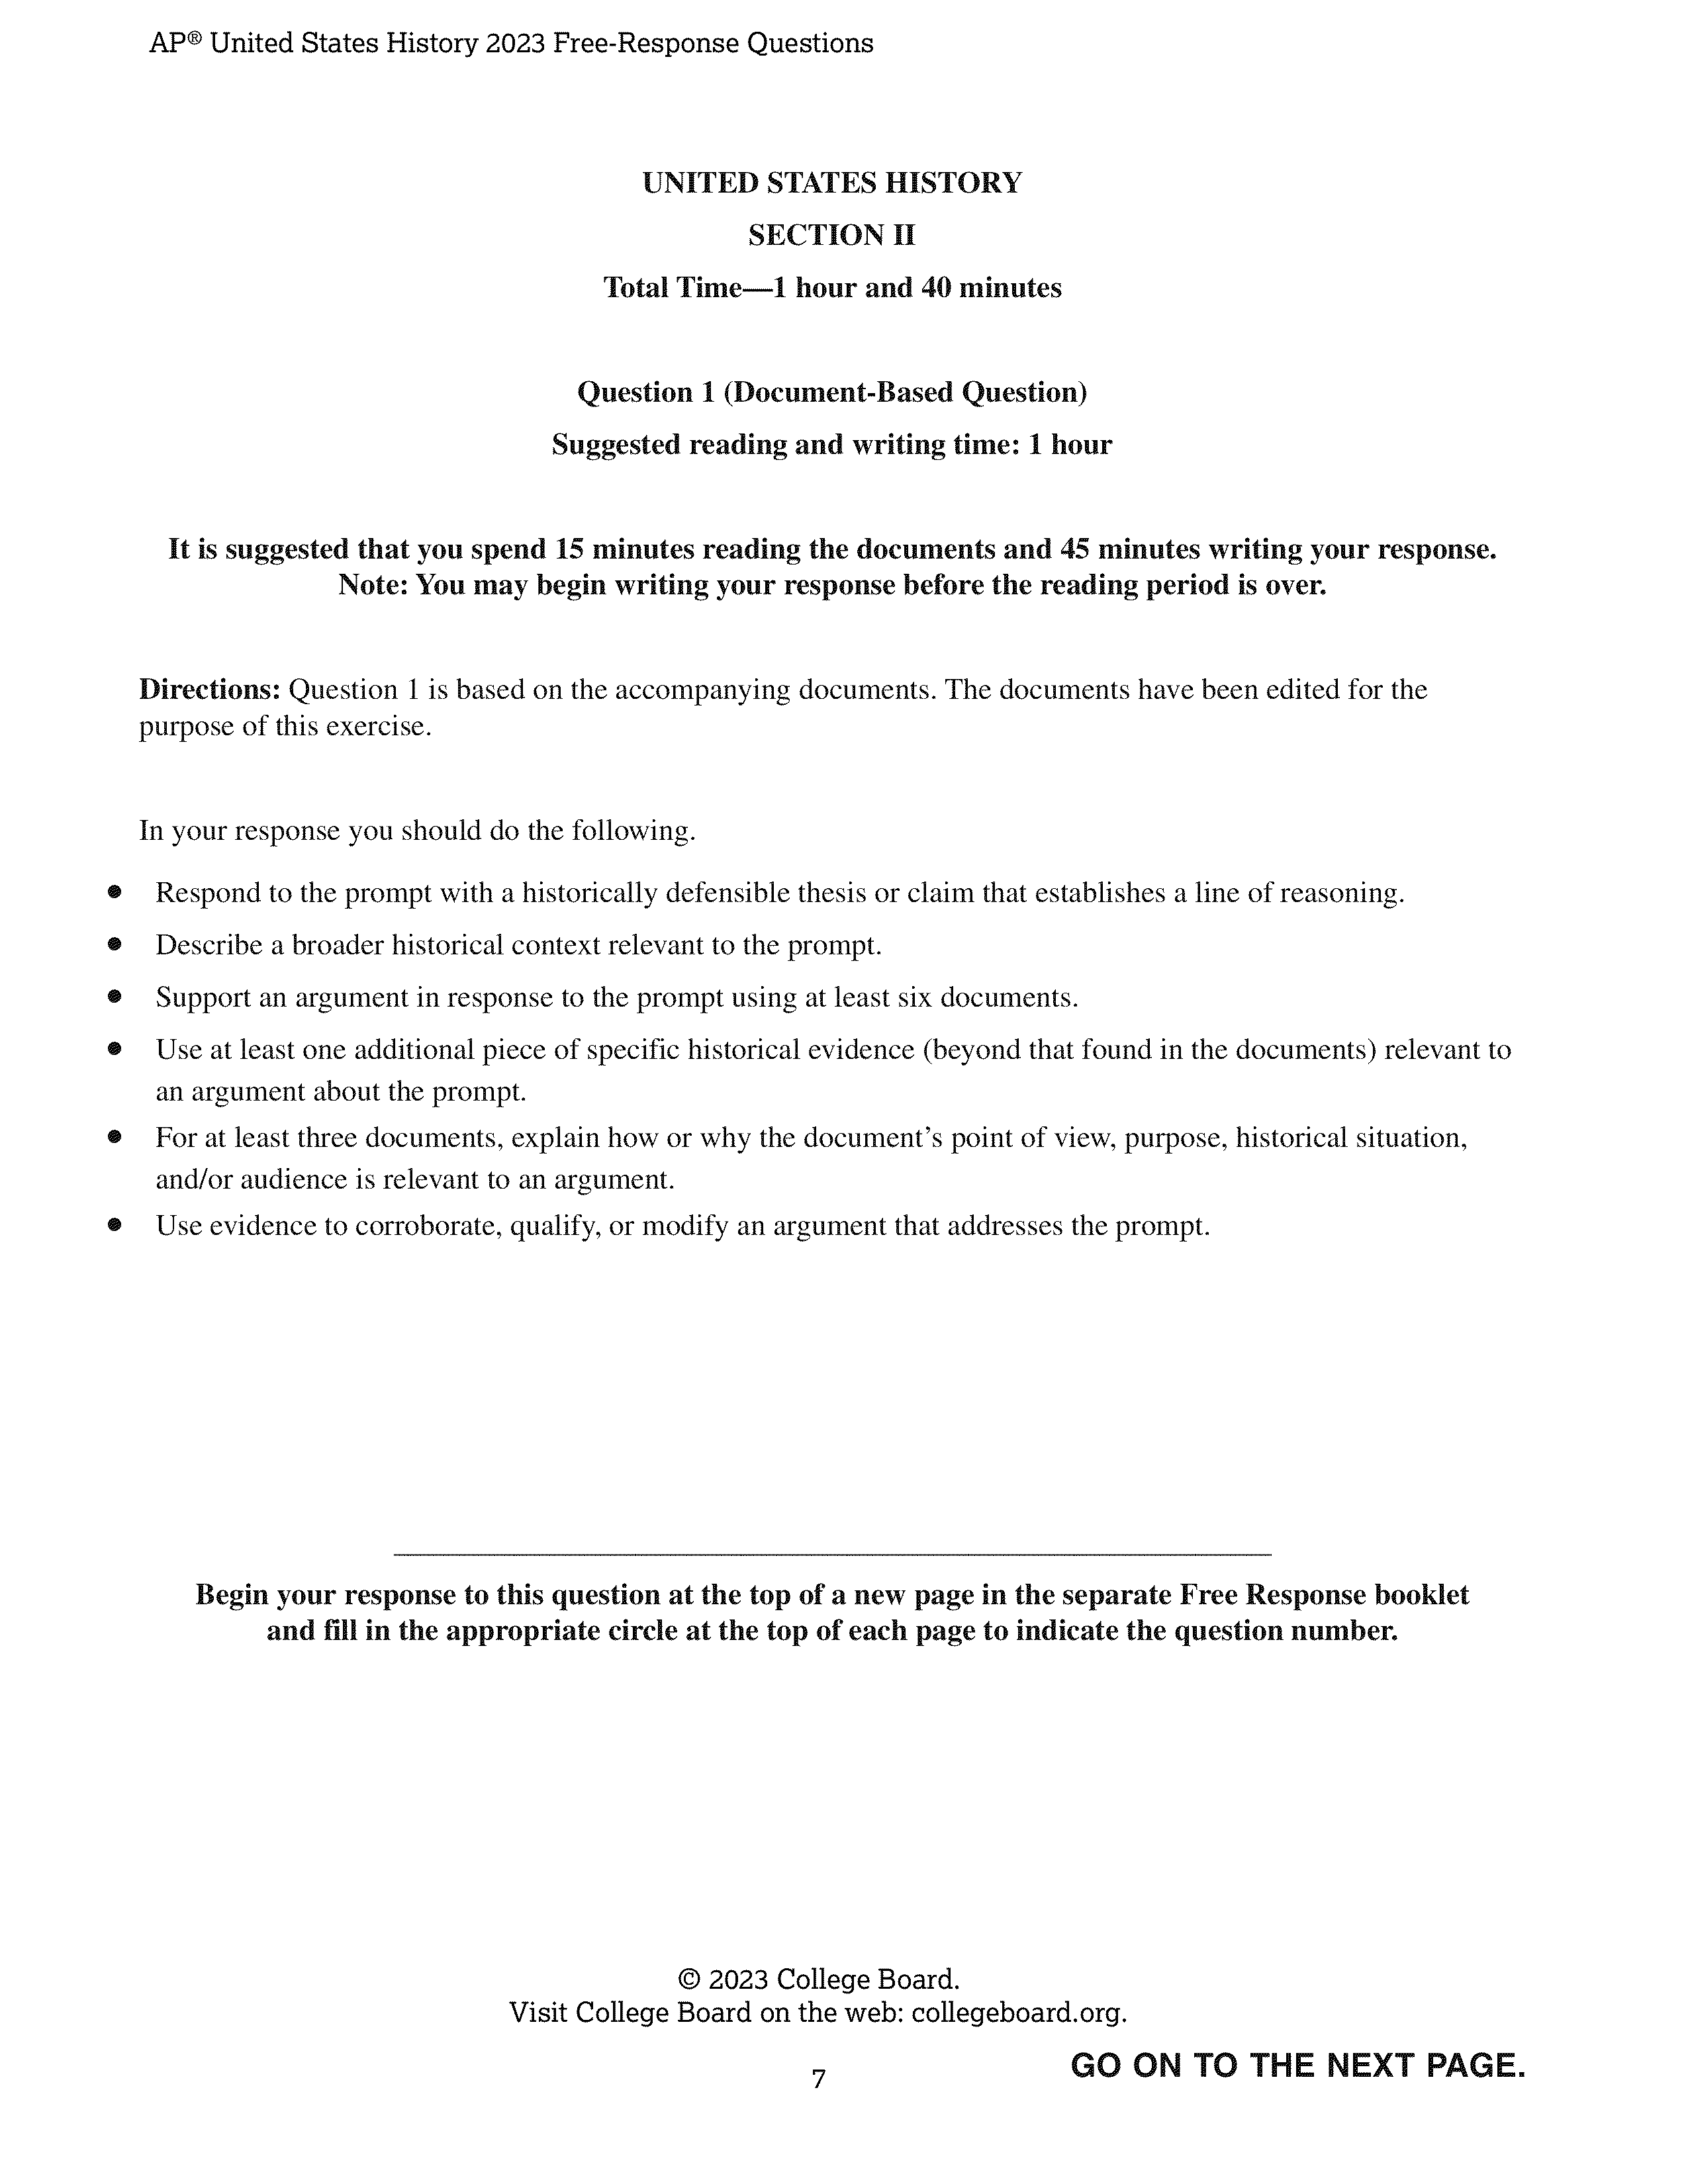 AP® United States History 2023 Free-Response Questions
UNITED STATES HISTORY
SECTION II
Total Time—1 hour and 40 minutes
Question 1 (Document-Based Question)
Suggested reading and writing time: 1 hour
It is suggested that you spend 15 minutes reading the documents and 45 minutes writing your response.
Note: You may begin writing your response before the reading period is over.
Directions: Question 1 is based on the accompanying documents. The documents have been edited for the
purpose of this exercise.
In your response you should do the following.
• Respond to the prompt with a historically defensible thesis or claim that establishes a line of reasoning.
• Describe a broader historical context relevant to the prompt.
• Support an argument in response to the prompt using at least six documents.
• Use at least one additional piece of specific historical evidence (beyond that found in the documents) relevant to
an argument about the prompt.
• For at least three documents, explain how or why the document's point of view, purpose, historical situation,
and/or audience is relevant to an argument.
• Use evidence to corroborate, qualify, or modify an argument that addresses the prompt.
Begin your response to this question at the top of a new page in the separate Free Response booklet
and fill in the appropriate circle at the top of each page to indicate the question number.
© 2023 College Board.
Visit College Board on the web: collegeboard.org.
GO ON TO THE NEXT PAGE.
7